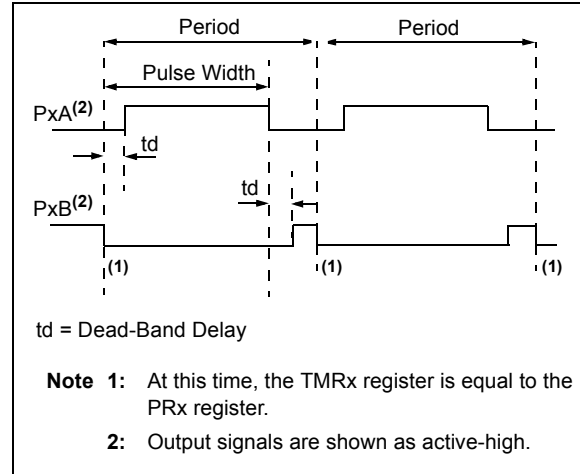 Period Period
Pulse Width
PxA(2)
td
td
PxB(2)
(1) (1) (1)
td = Dead-Band Delay
Note 1: At this time, the TMRx register is equal to the
PRx register.
2: Output signals are shown as active-high.